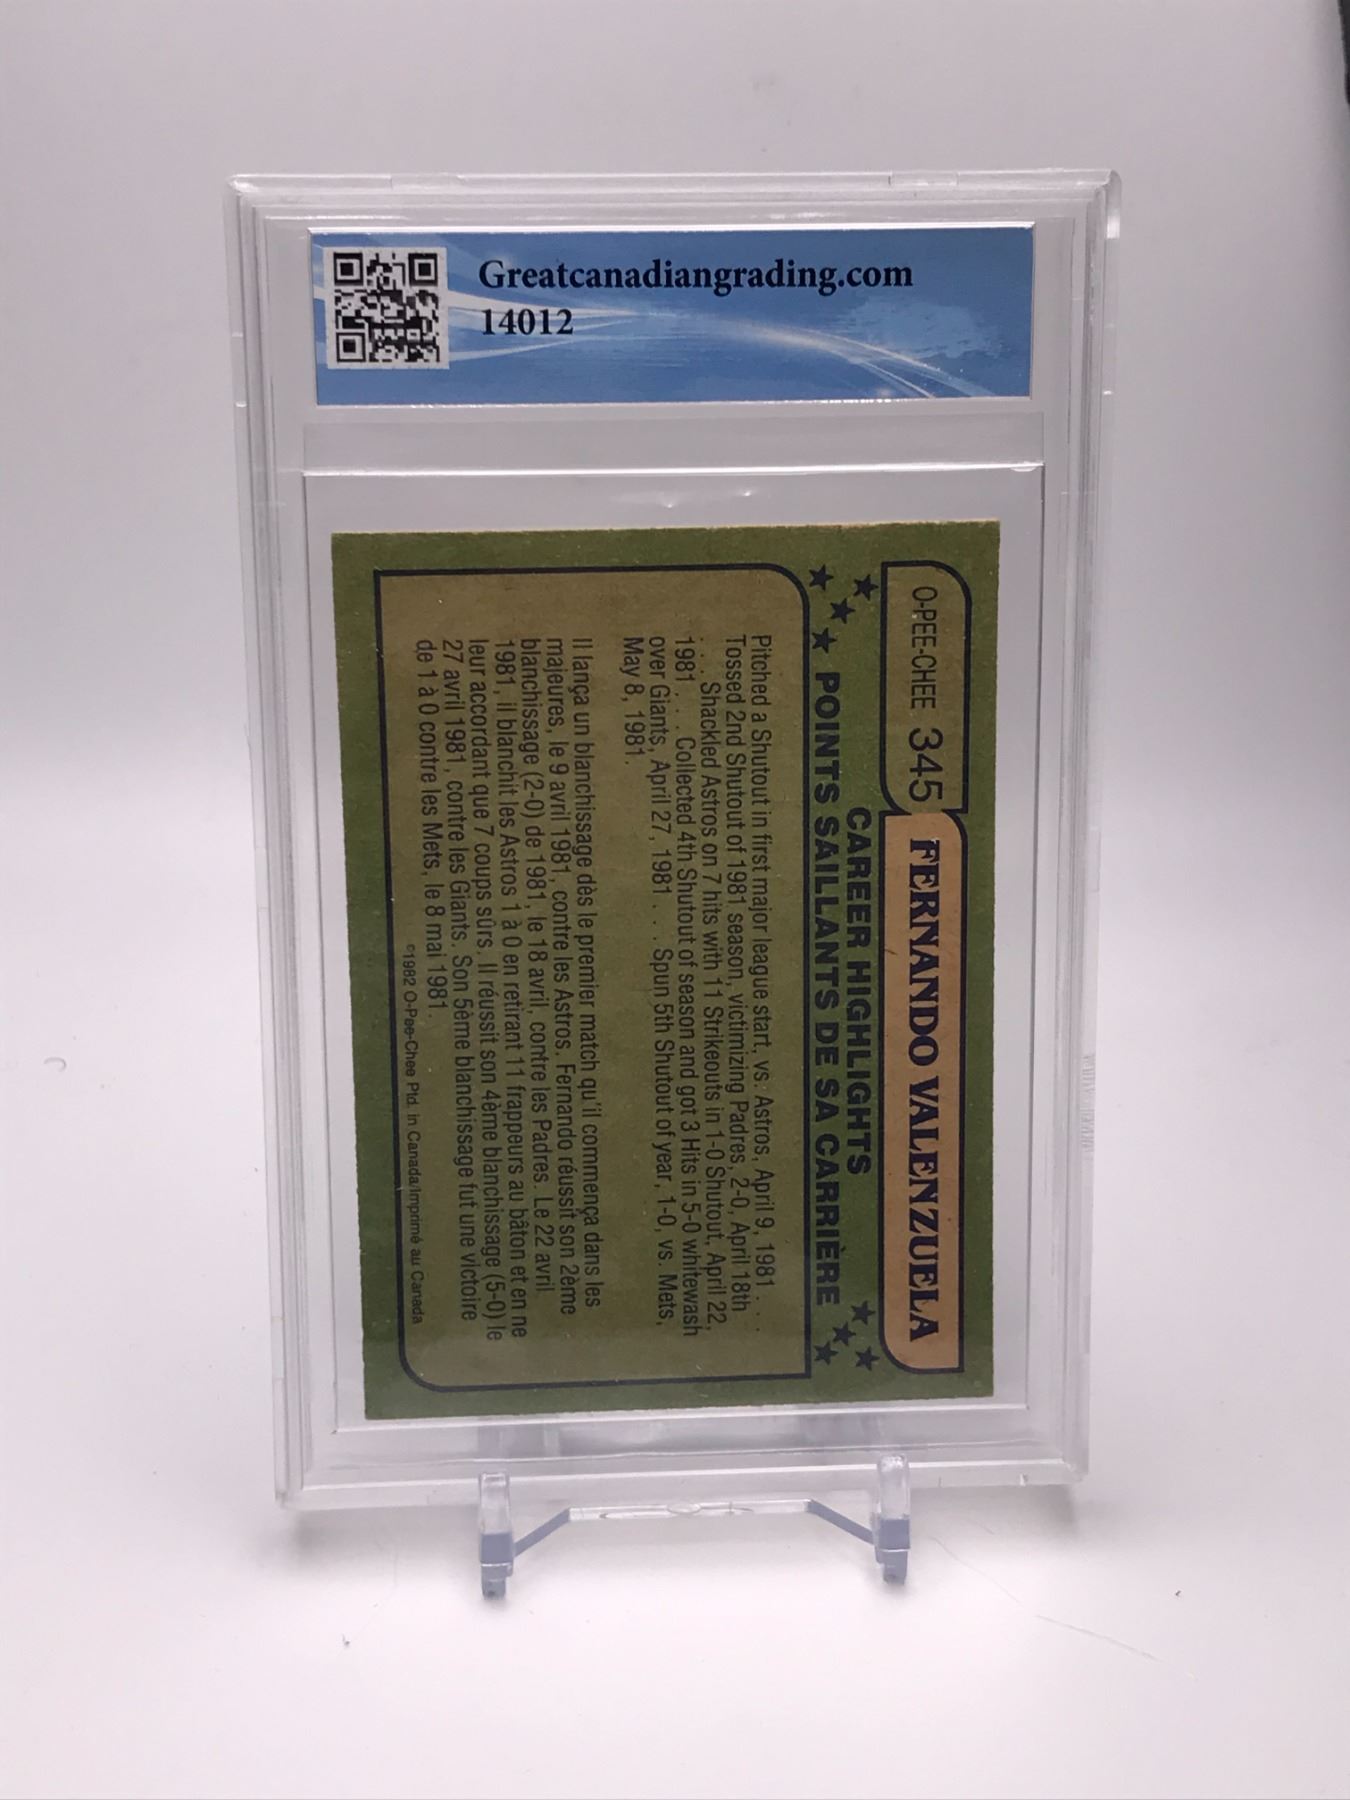 Greatcanadiangrading.com
14012
O-PEE-CHEE 345 FERNANDO VALENZUELA
CAREER HIGHLIGHTS
POINTS SAILLANTS DE SA CARRIÈRE
Pitched a Shutout in first major league start, vs. Astros, April 9, 1981 . . .
Tossed 2nd Shutout of 1981 season, victimizing Padres, 2-0, April 18th
. . . Shackled Astros on 7 hits with 11 Strikeouts in 1-0 Shutout, April 22,
1981 . . . Collected 4th Shutout of season and got 3 Hits in 5-0 whitewash
over Giants, April 27, 1981 . . . Spun 5th Shutout of year, 1-0, vs. Mets,
May 8, 1981.
Il lança un blanchissage dès le premier match qu'il commença dans les
majeures, le 9 avril 1981, contre les Astros. Fernando réussit son 2ème
blanchissage (2-0) de 1981, le 18 avril, contre les Padres. Le 22 avril
1981, il blanchit les Astros 1 à 0 en retirant 11 frappeurs au bâton et en ne
leur accordant que 7 coups sûrs. Il réussit son 4ème blanchissage (5-0) le
27 avril 1981, contre les Giants. Son 5ème blanchissage fut une victoire
de 1 à 0 contre les Mets, le 8 mai 1981.
©1982 O-Pee-Chee Ptd. in Canada/Imprimé au Canada